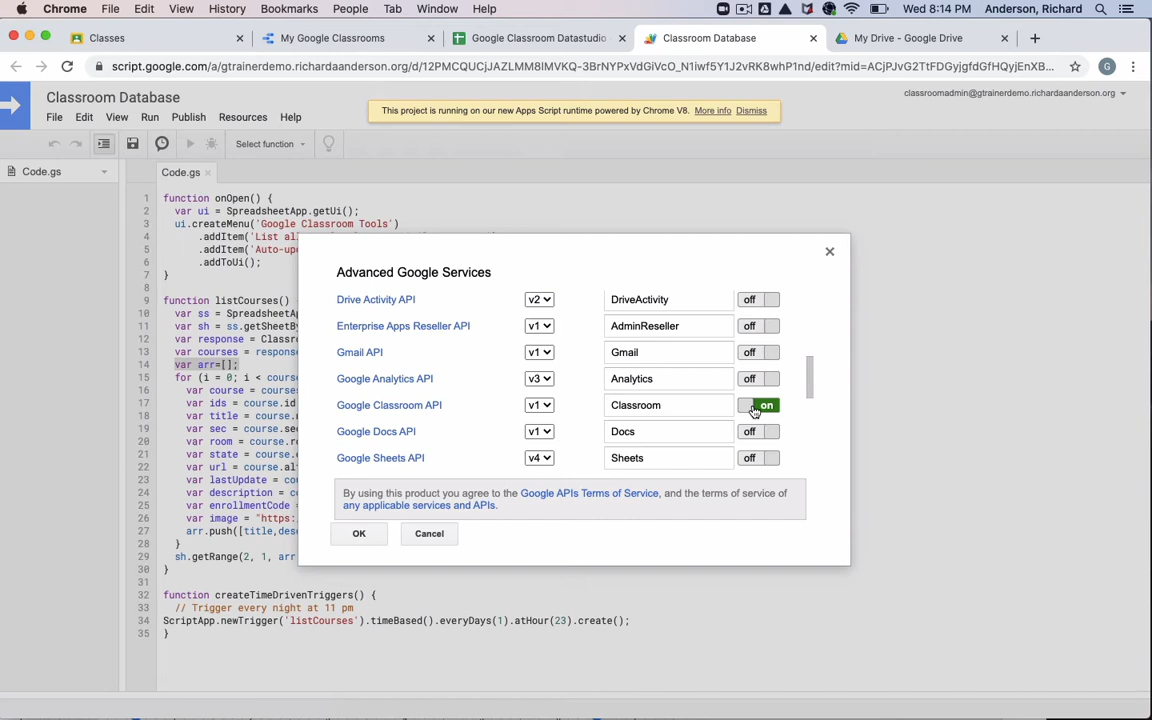 Chrome File Edit View History Bookmarks People Tab Window Help Wed 8:14 PM Anderson, Richard
Classes My Google Classrooms Google Classroom Datastudio Classroom Database My Drive - Google Drive
script.google.com/a/gtrainerdemo.richardaanderson.org/d/12PMCQUCjJAZLMM8IMVKQ-3BrNYPxVdGiVcO_N1iwf5Y1J2vRK8whP1nd/edit?mid=ACjPJvG2TtFDGyjgfdGfHQyjEnXB... G
Classroom Database
This project is running on our new Apps Script runtime powered by Chrome V8. More info Dismiss
classroomadmin@gtrainerdemo.richardaanderson.org
File Edit View Run Publish Resources Help
Select function
Code.gs
Code.gs
1 function onOpen() {
2 var ui = SpreadsheetApp.getUi();
3 ui.createMenu('Google Classroom Tools')
4 .addItem('List al
5 .addItem('Auto-up
6 .addToUi();
7 }
8
9 function listCourses()
10 var ss = Spreadsheet
11 var sh = ss.getSheetB
12 var response = Classr
13 var courses = respons
14 var arr=[];
15 for (i = 0; i < cours
16 var course = course
17 var ids = course.id
18 var title = course.
19 var sec = course.se
20 var room = course.r
21 var state = course.
22 var url = course.al
23 var lastUpdate = co
24 var description = c
25 var enrollmentCode
26 var image = "https:
27 arr.push([title,des
28 }
29 sh.getRange(2, 1, arr
30 }
31
32 function createTimeDrivenTriggers() {
33 // Trigger every night at 11 pm
34 ScriptApp.newTrigger('listCourses').timeBased().everyDays(1).atHour(23).create();
35 }
Advanced Google Services
Drive Activity API v2 DriveActivity off
Enterprise Apps Reseller API v1 AdminReseller off
Gmail API v1 Gmail off
Google Analytics API v3 Analytics off
Google Classroom API v1 Classroom on
Google Docs API v1 Docs off
Google Sheets API v4 Sheets off
By using this product you agree to the Google APIs Terms of Service, and the terms of service of
any applicable services and APIs.
OK Cancel